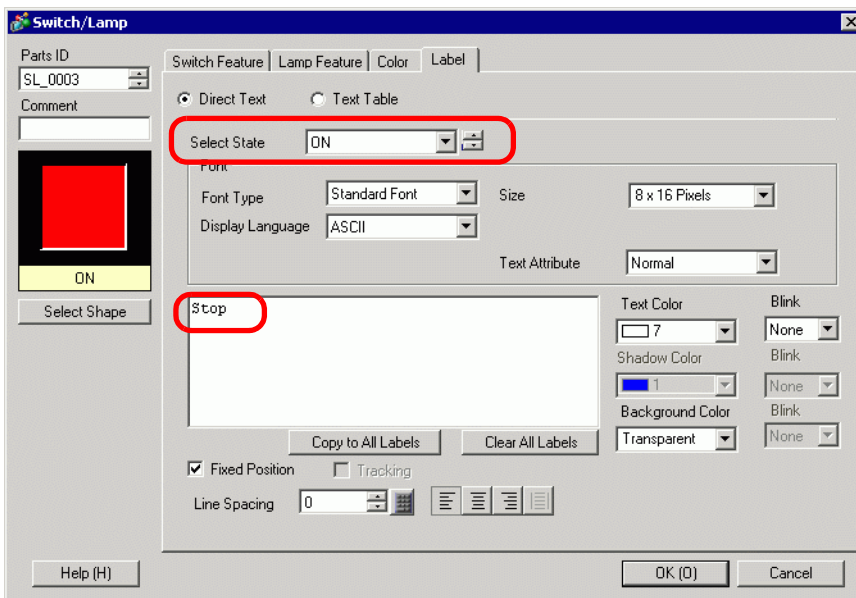 Switch/Lamp
Parts ID
SL_0003
Comment
ON
Select Shape
Switch Feature Lamp Feature Color Label
Direct Text Text Table
Select State ON
Font
Font Type Standard Font Size 8 x 16 Pixels
Display Language ASCII
Text Attribute Normal
Stop
Text Color Blink
7 None
Shadow Color Blink
1 None
Background Color Blink
Transparent None
Copy to All Labels Clear All Labels
Fixed Position Tracking
Line Spacing 0
Help (H) OK (O) Cancel